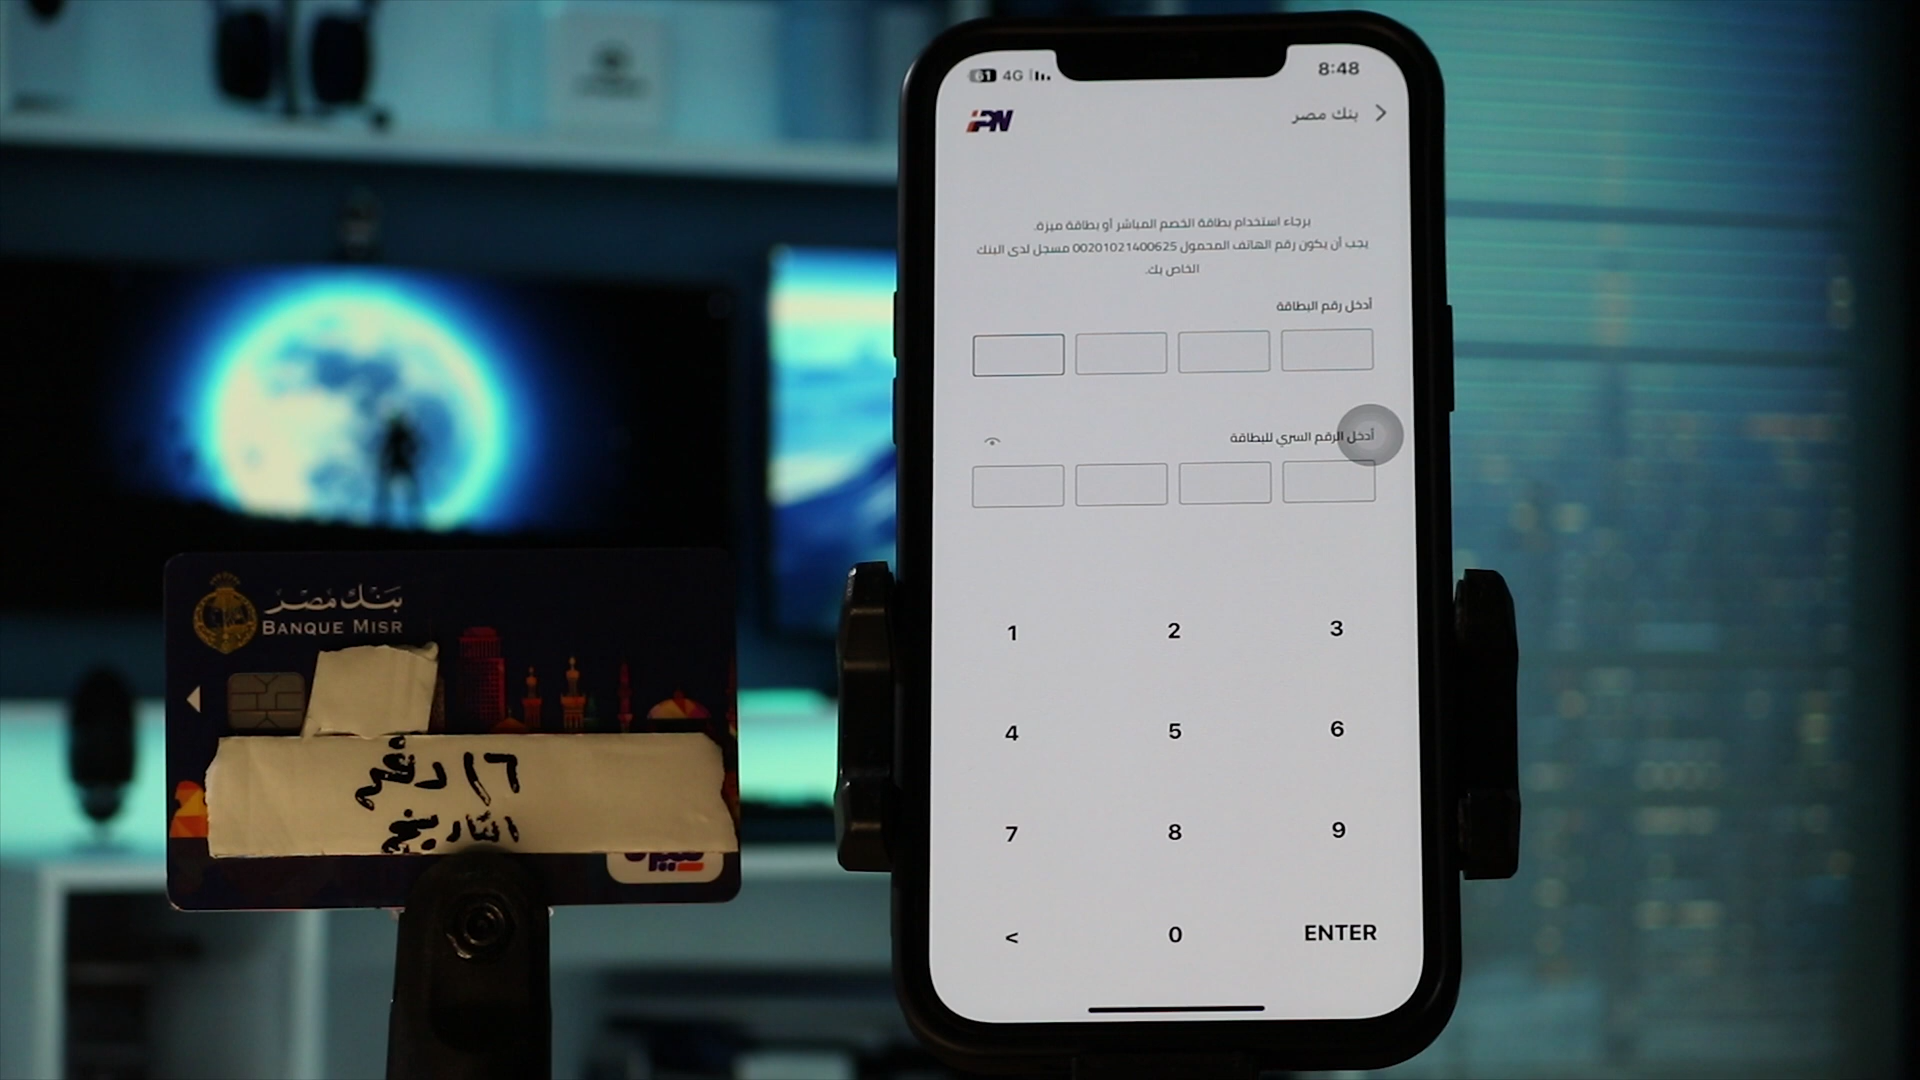 61 4G
8:48
IPN
بنك مصر
برجاء استخدام بطاقة الخصم المباشر أو بطاقة ميزة.
يجب أن يكون رقم الهاتف المحمول 00201021400625 مسجل لدى البنك
الخاص بك.
أدخل رقم البطاقة
أدخل الرقم السري للبطاقة
1 2 3
4 5 6
7 8 9
< 0 ENTER
بنك مصر
BANQUE MISR
١٦ رقم
التاريخ